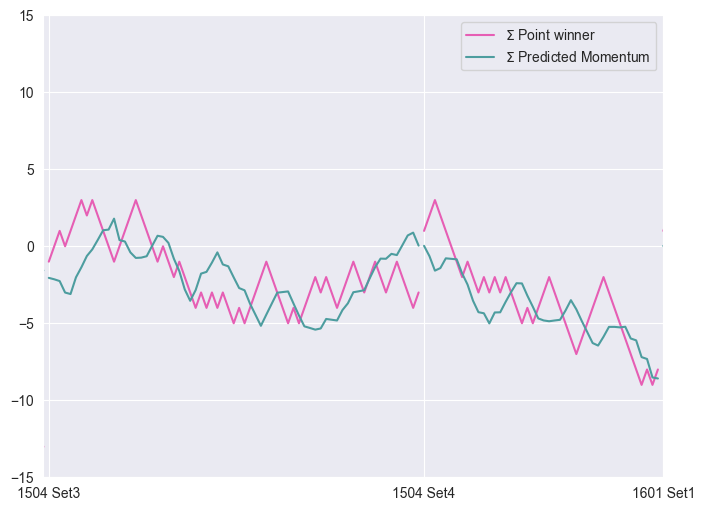 15
10
5
0
−5
−10
−15
Σ Point winner
Σ Predicted Momentum
1504 Set3
1504 Set4
1601 Set1